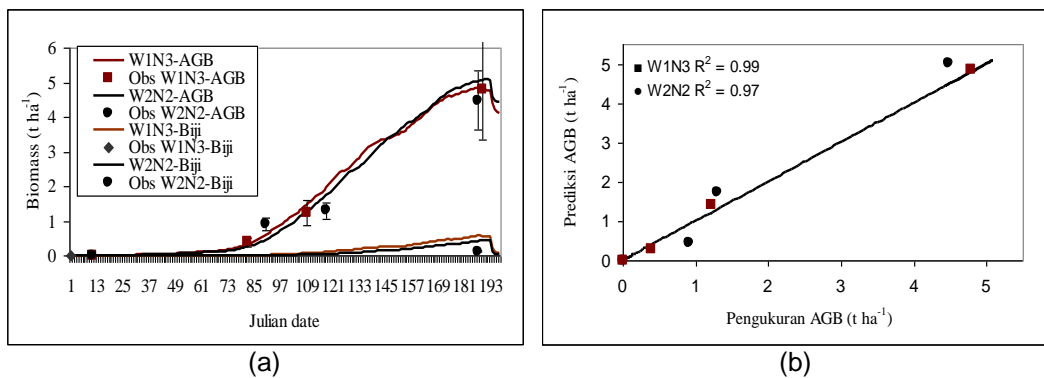 W1N3-AGB
Obs W1N3-AGB
W2N2-AGB
Obs W2N2-AGB
W1N3-Biji
Obs W1N3-Biji
W2N2-Biji
Obs W2N2-Biji
Biomass (t ha⁻¹)
6
5
4
3
2
1
0
1 13 25 37 49 61 73 85 97 109 121 133 145 157 169 181 193
Julian date
(a)
W1N3 R² = 0.99
W2N2 R² = 0.97
Prediksi AGB (t ha⁻¹)
5
4
3
2
1
0
0 1 2 3 4 5
Pengukuran AGB (t ha⁻¹)
(b)